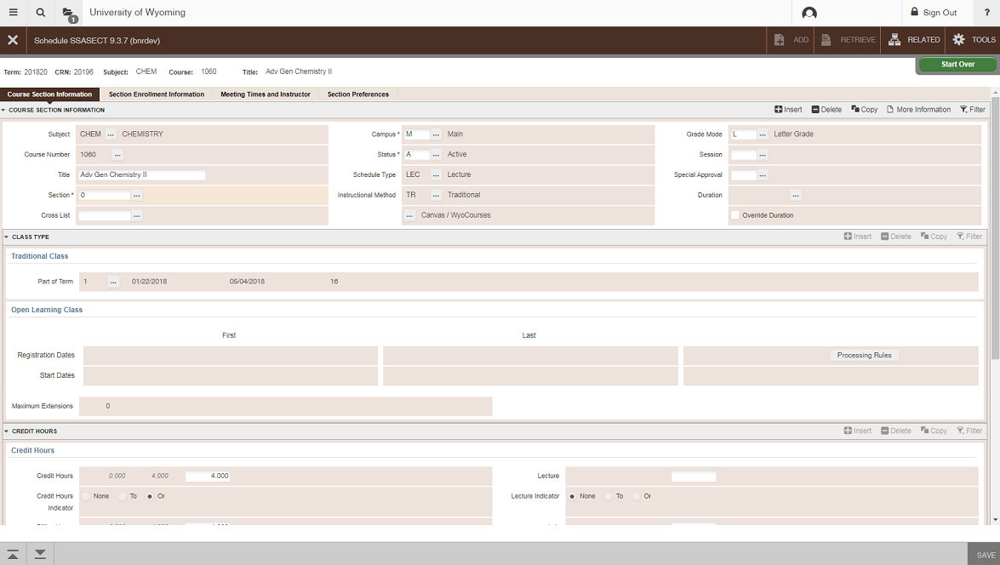 University of Wyoming
1
Sign Out
?
Schedule SSASECT 9.3.7 (bnrdev)
ADD
RETRIEVE
RELATED
TOOLS
Term: 201820 CRN: 20196 Subject: CHEM Course: 1060 Title: Adv Gen Chemistry II
Start Over
Course Section Information Section Enrollment Information Meeting Times and Instructor Section Preferences
COURSE SECTION INFORMATION Insert Delete Copy More Information Filter
Subject CHEM ... CHEMISTRY Campus * M ... Main Grade Mode L ... Letter Grade
Course Number 1060 ... Status * A ... Active Session ...
Title Adv Gen Chemistry II Schedule Type LEC ... Lecture Special Approval ...
Section * 0 ... Instructional Method TR ... Traditional Duration ...
Cross List ... ... Canvas / WyoCourses Override Duration
CLASS TYPE Insert Delete Copy Filter
Traditional Class
Part of Term 1 ... 01/22/2018 05/04/2018 16
Open Learning Class
First Last
Registration Dates Processing Rules
Start Dates
Maximum Extensions 0
CREDIT HOURS Insert Delete Copy Filter
Credit Hours
Credit Hours 0.000 4.000 4.000 Lecture
Credit Hours Indicator None To Or Lecture Indicator None To Or
SAVE